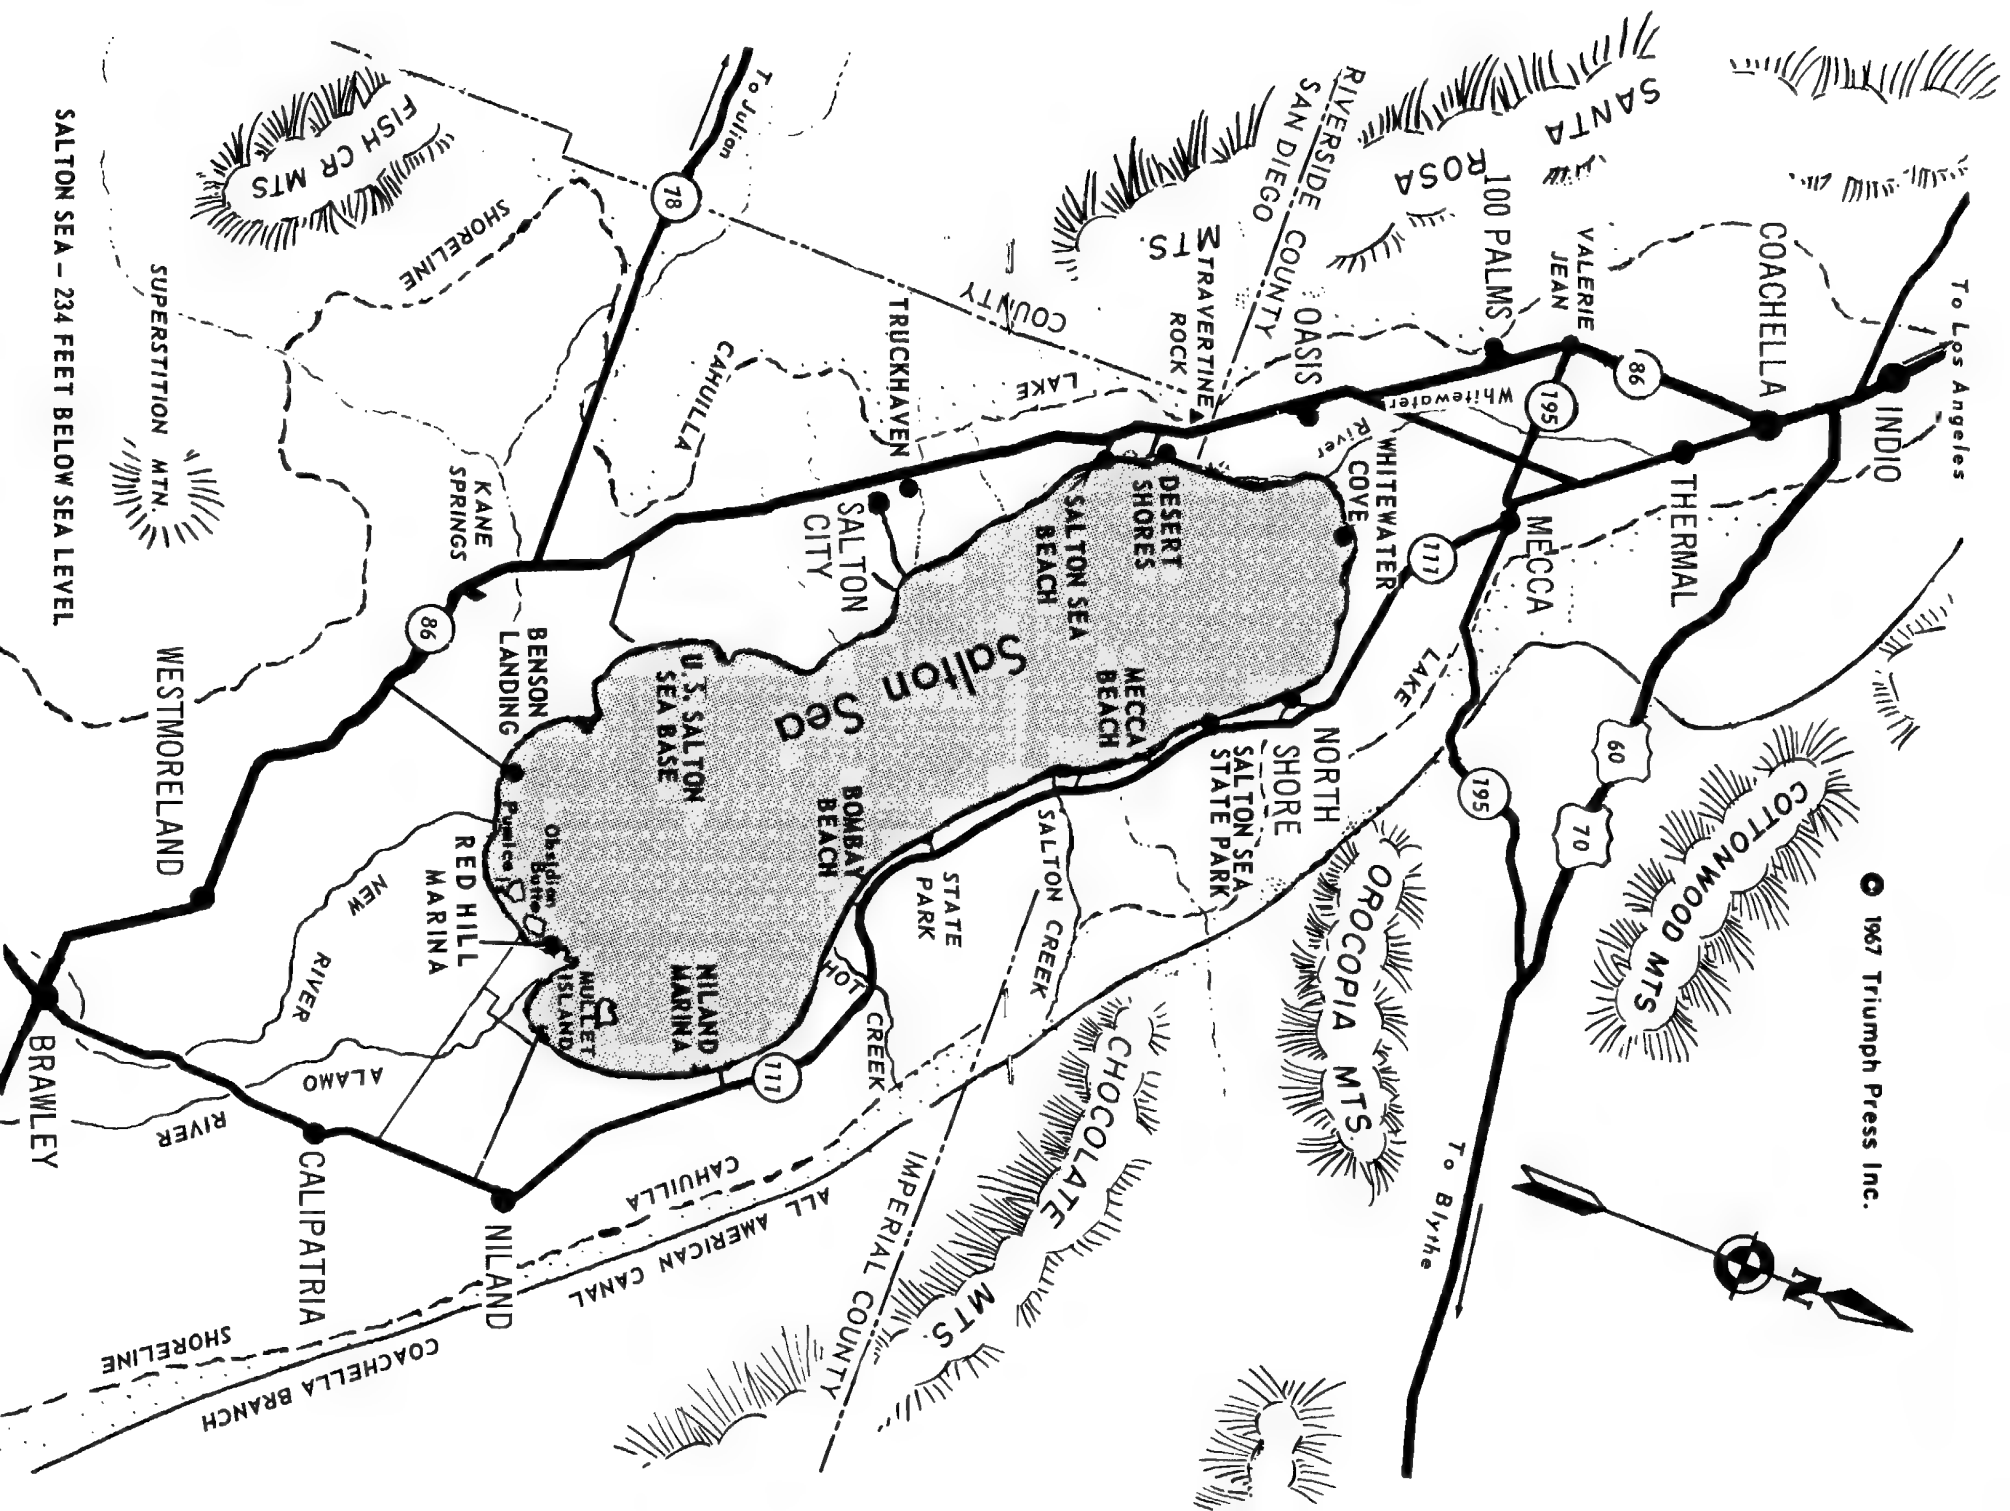 © 1967 Triumph Press Inc.
To Los Angeles
INDIO
COACHELLA
THERMAL
86
195
VALERIE
JEAN
100 PALMS
MECCA
111
Whitewater
River
WHITEWATER
COVE
OASIS
SANTA
ROSA
MTS.
RIVERSIDE COUNTY
SAN DIEGO
COUNTY
TRAVERTINE
ROCK
DESERT
SHORES
SALTON SEA
BEACH
LAKE
CAHUILLA
SHORELINE
TRUCKHAVEN
SALTON
CITY
Salton
Sea
MECCA
BEACH
NORTH
SHORE
SALTON SEA
STATE PARK
LAKE
60
70
195
COTTONWOOD MTS
OROCOPIA MTS
To Blythe
N
CHOCOLATE
MTS
SALTON CREEK
STATE
PARK
BOMBAY
BEACH
HOT
CREEK
111
IMPERIAL COUNTY
CAHUILLA
SHORELINE
ALL AMERICAN CANAL
COACHELLA BRANCH
U.S. SALTON
SEA BASE
NILAND
MARINA
MULLET
ISLAND
Obsidian
Butte
Pumice Is
RED HILL
MARINA
BENSON
LANDING
KANE
SPRINGS
86
78
To Julian
FISH CR MTS
SUPERSTITION MTN.
WESTMORELAND
NEW
RIVER
ALAMO
RIVER
BRAWLEY
CALIPATRIA
NILAND
SALTON SEA – 234 FEET BELOW SEA LEVEL